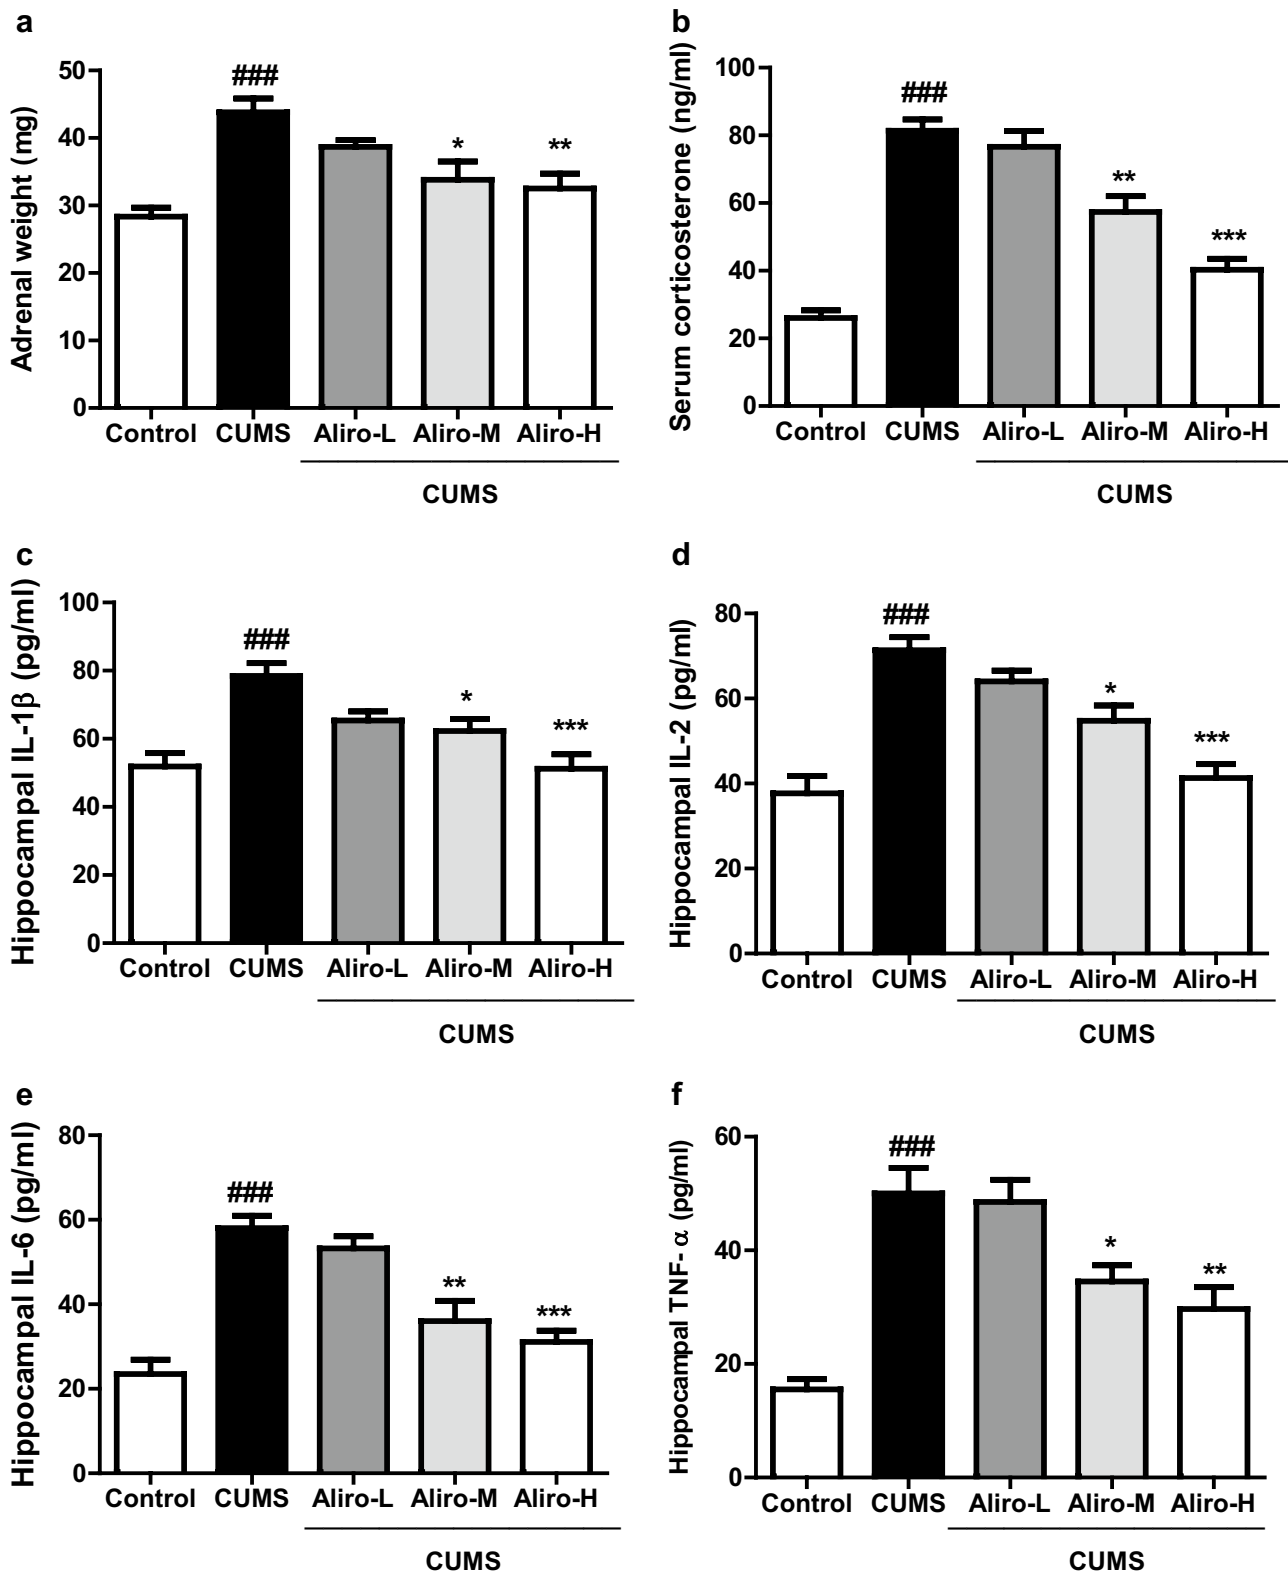 a
Adrenal weight (mg)
50
40
30
20
10
0
###
*
**
Control CUMS Aliro-L Aliro-M Aliro-H
CUMS
b
Serum corticosterone (ng/ml)
100
80
60
40
20
0
###
**
***
Control CUMS Aliro-L Aliro-M Aliro-H
CUMS
c
Hippocampal IL-1β (pg/ml)
100
80
60
40
20
0
###
*
***
Control CUMS Aliro-L Aliro-M Aliro-H
CUMS
d
Hippocampal IL-2 (pg/ml)
80
60
40
20
0
###
*
***
Control CUMS Aliro-L Aliro-M Aliro-H
CUMS
e
Hippocampal IL-6 (pg/ml)
80
60
40
20
0
###
**
***
Control CUMS Aliro-L Aliro-M Aliro-H
CUMS
f
Hippocampal TNF- α (pg/ml)
60
40
20
0
###
*
**
Control CUMS Aliro-L Aliro-M Aliro-H
CUMS